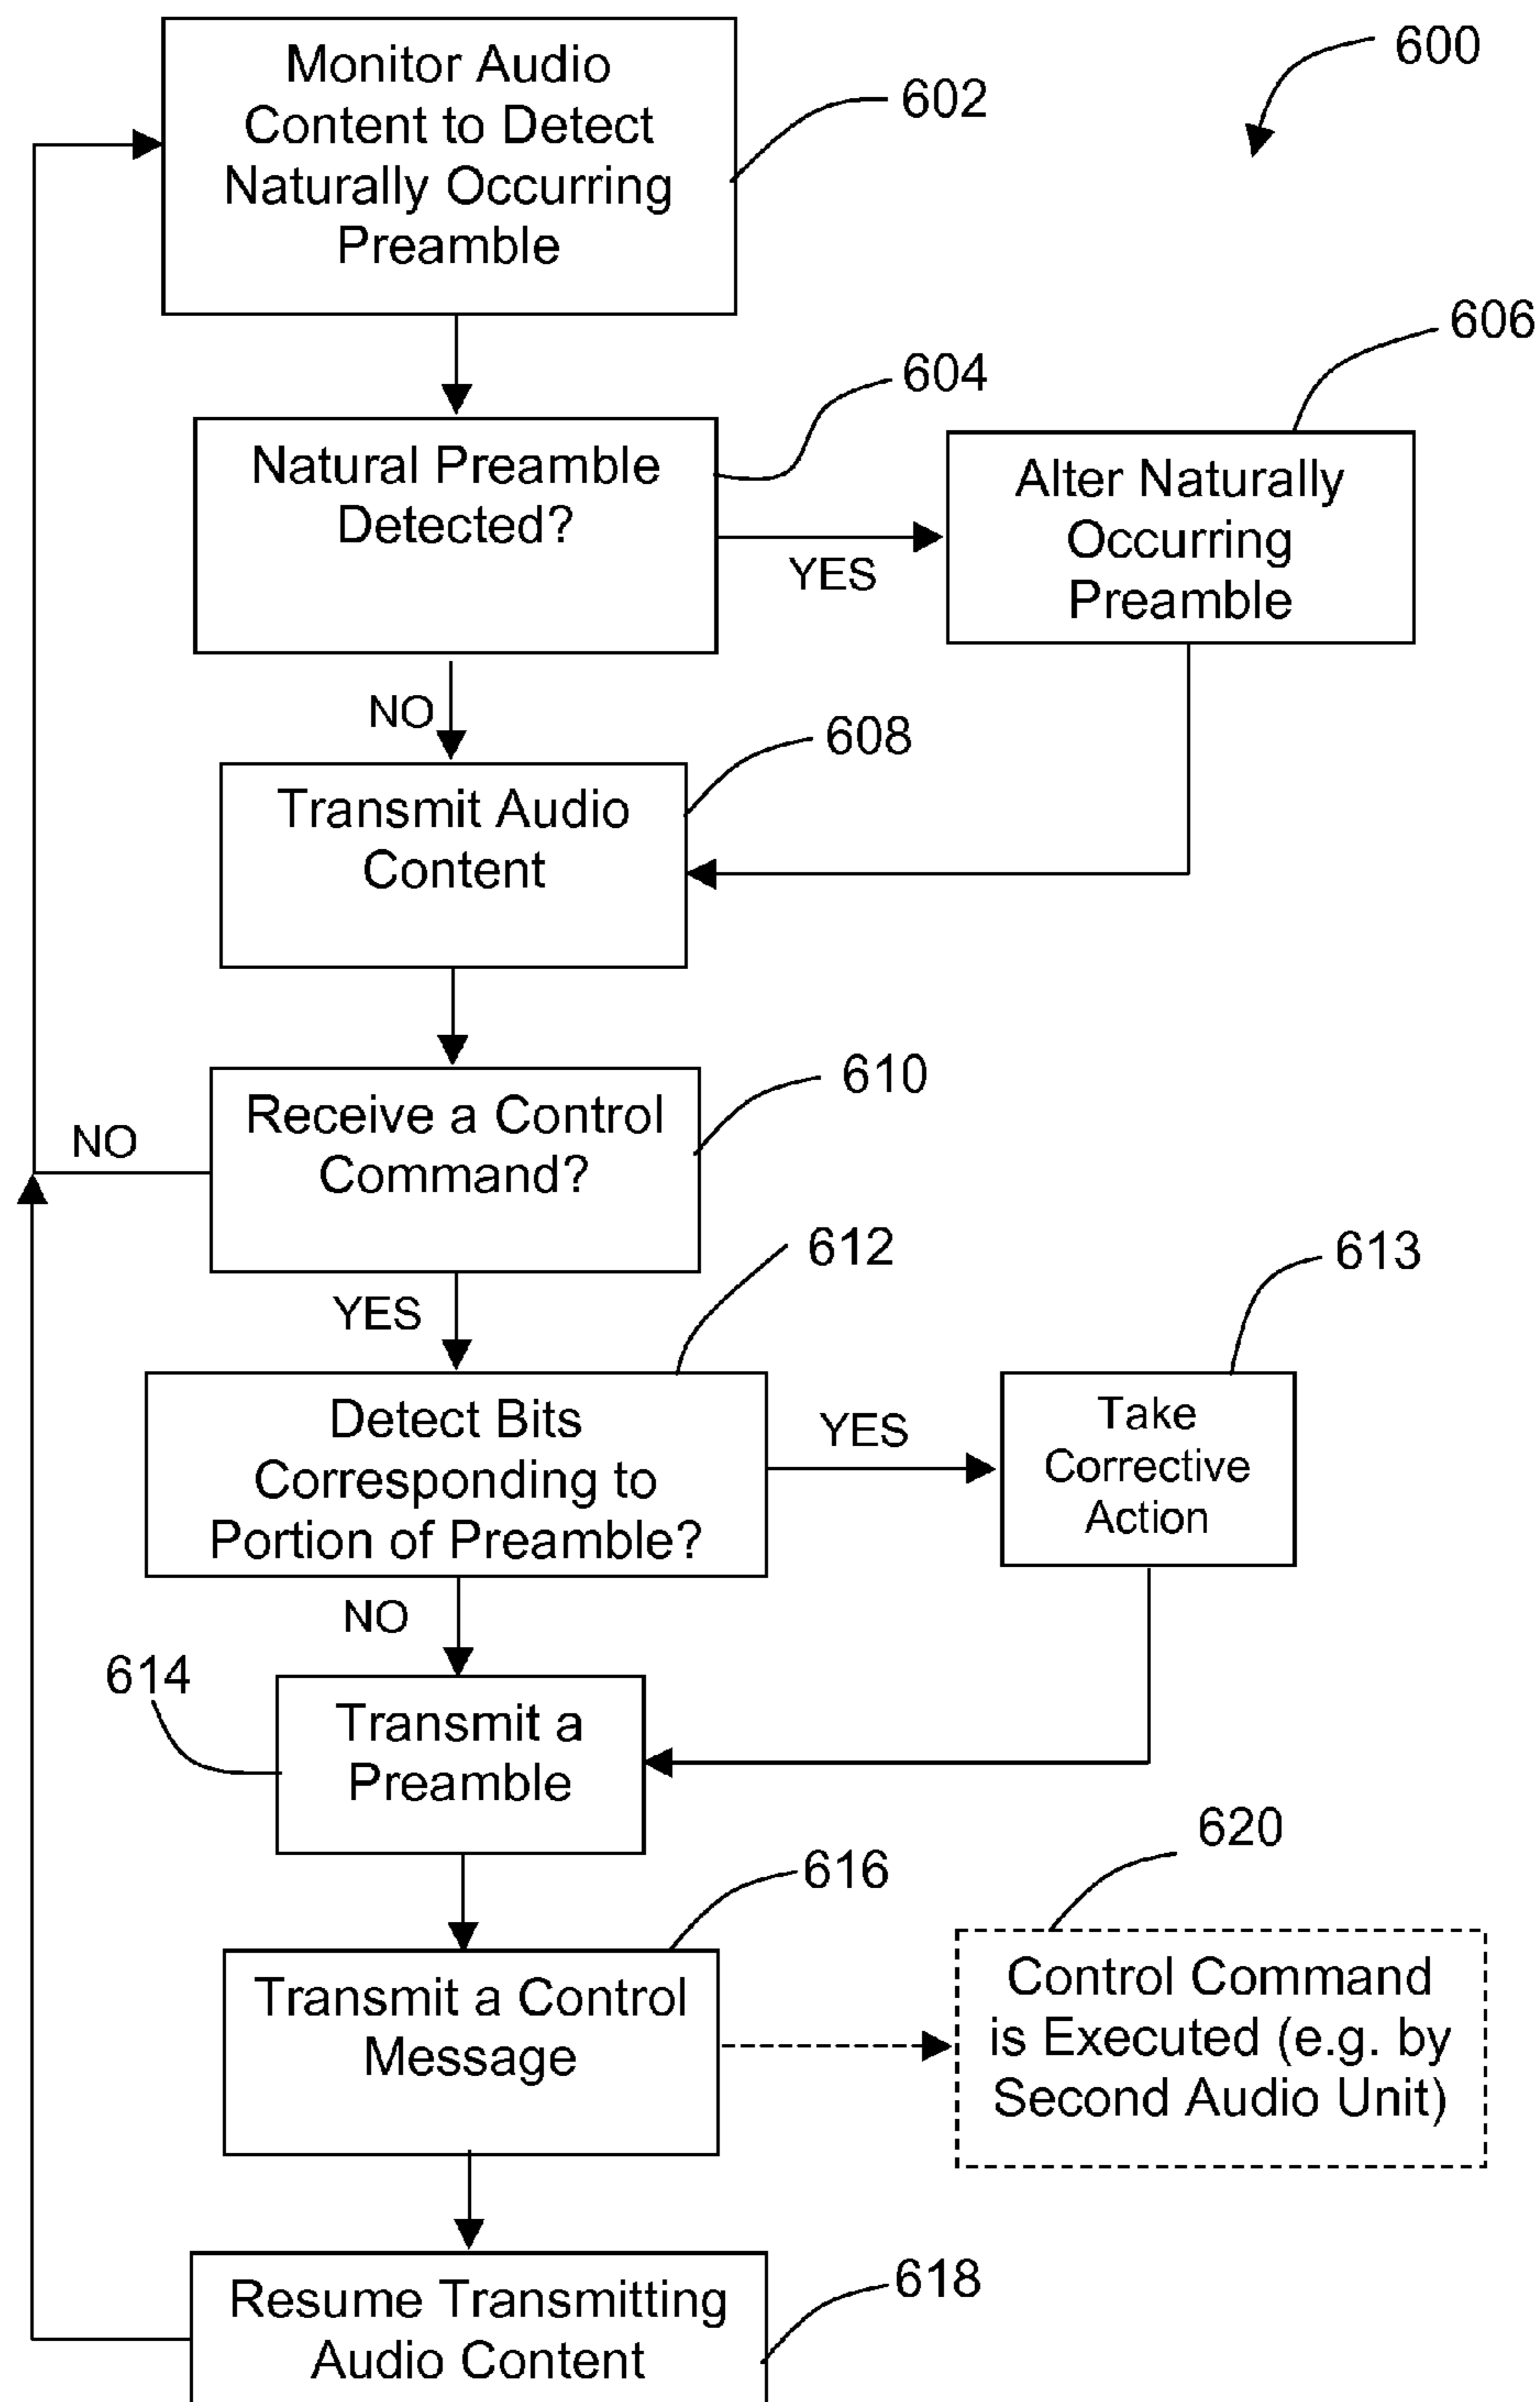 600
Monitor Audio
Content to Detect
Naturally Occurring
Preamble
602
606
604
Natural Preamble
Detected?
YES
Alter Naturally
Occurring
Preamble
NO
608
Transmit Audio
Content
610
Receive a Control
Command?
NO
YES
612
613
Detect Bits
Corresponding to
Portion of Preamble?
YES
Take
Corrective
Action
NO
614
Transmit a
Preamble
616
620
Transmit a Control
Message
Control Command
is Executed (e.g. by
Second Audio Unit)
618
Resume Transmitting
Audio Content